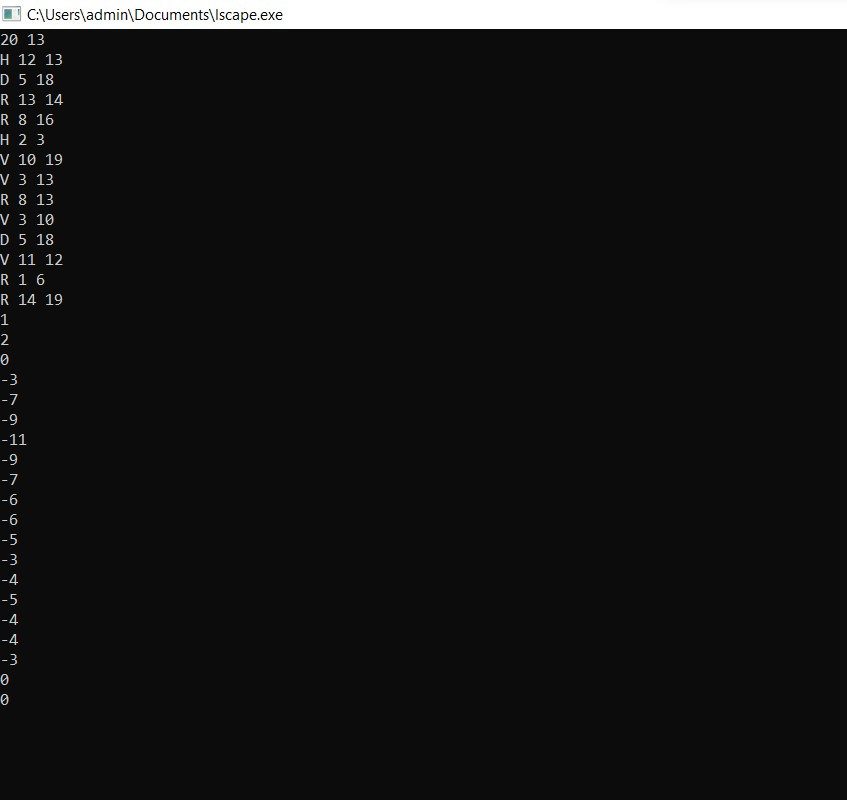 C:\Users\admin\Documents\lscape.exe
20 13
H 12 13
D 5 18
R 13 14
R 8 16
H 2 3
V 10 19
V 3 13
R 8 13
V 3 10
D 5 18
V 11 12
R 1 6
R 14 19
1
2
0
-3
-7
-9
-11
-9
-7
-6
-6
-5
-3
-4
-5
-4
-4
-3
0
0